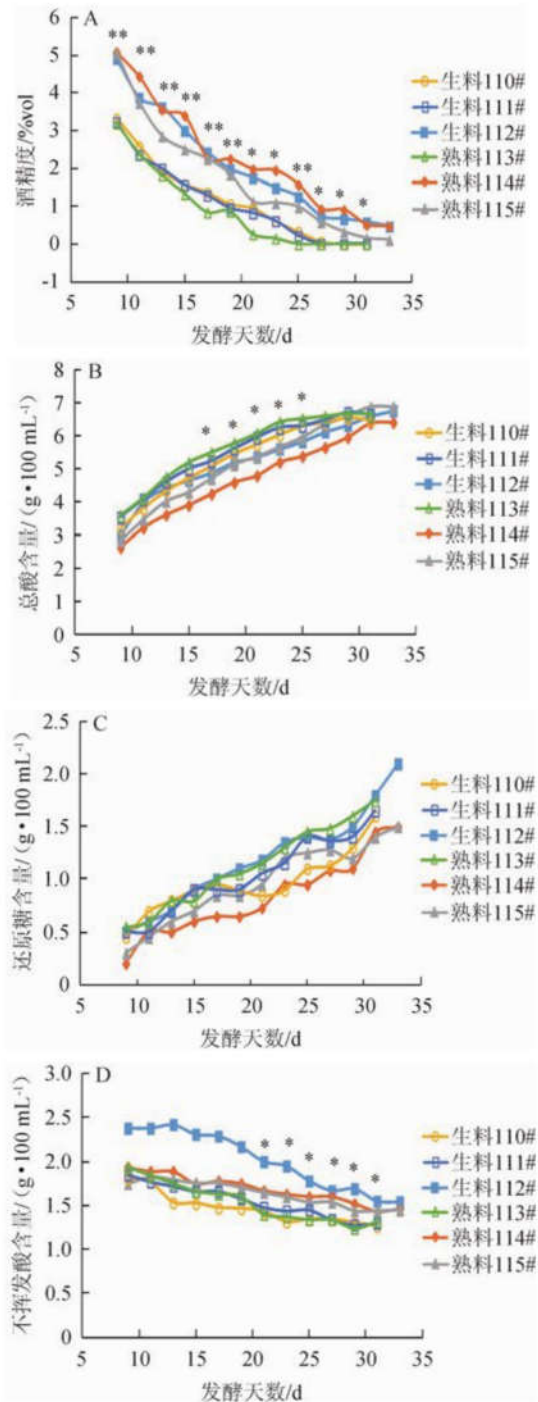 A
6
5
4
3
2
1
0
-1
酒精度/%vol
** ** ** ** ** ** * * ** * * *
5 10 15 20 25 30 35
发酵天数/d
生料110#
生料111#
生料112#
熟料113#
熟料114#
熟料115#
B
8
7
6
5
4
3
2
1
0
总酸含量/(g·100 mL⁻¹)
* * * * *
5 10 15 20 25 30 35
发酵天数/d
生料110#
生料111#
生料112#
熟料113#
熟料114#
熟料115#
C
2.5
2.0
1.5
1.0
0.5
0
还原糖含量/(g·100 mL⁻¹)
5 10 15 20 25 30 35
发酵天数/d
生料110#
生料111#
生料112#
熟料113#
熟料114#
熟料115#
D
3.0
2.5
2.0
1.5
1.0
0.5
0
不挥发酸含量/(g·100 mL⁻¹)
* * * * * *
5 10 15 20 25 30 35
发酵天数/d
生料110#
生料111#
生料112#
熟料113#
熟料114#
熟料115#